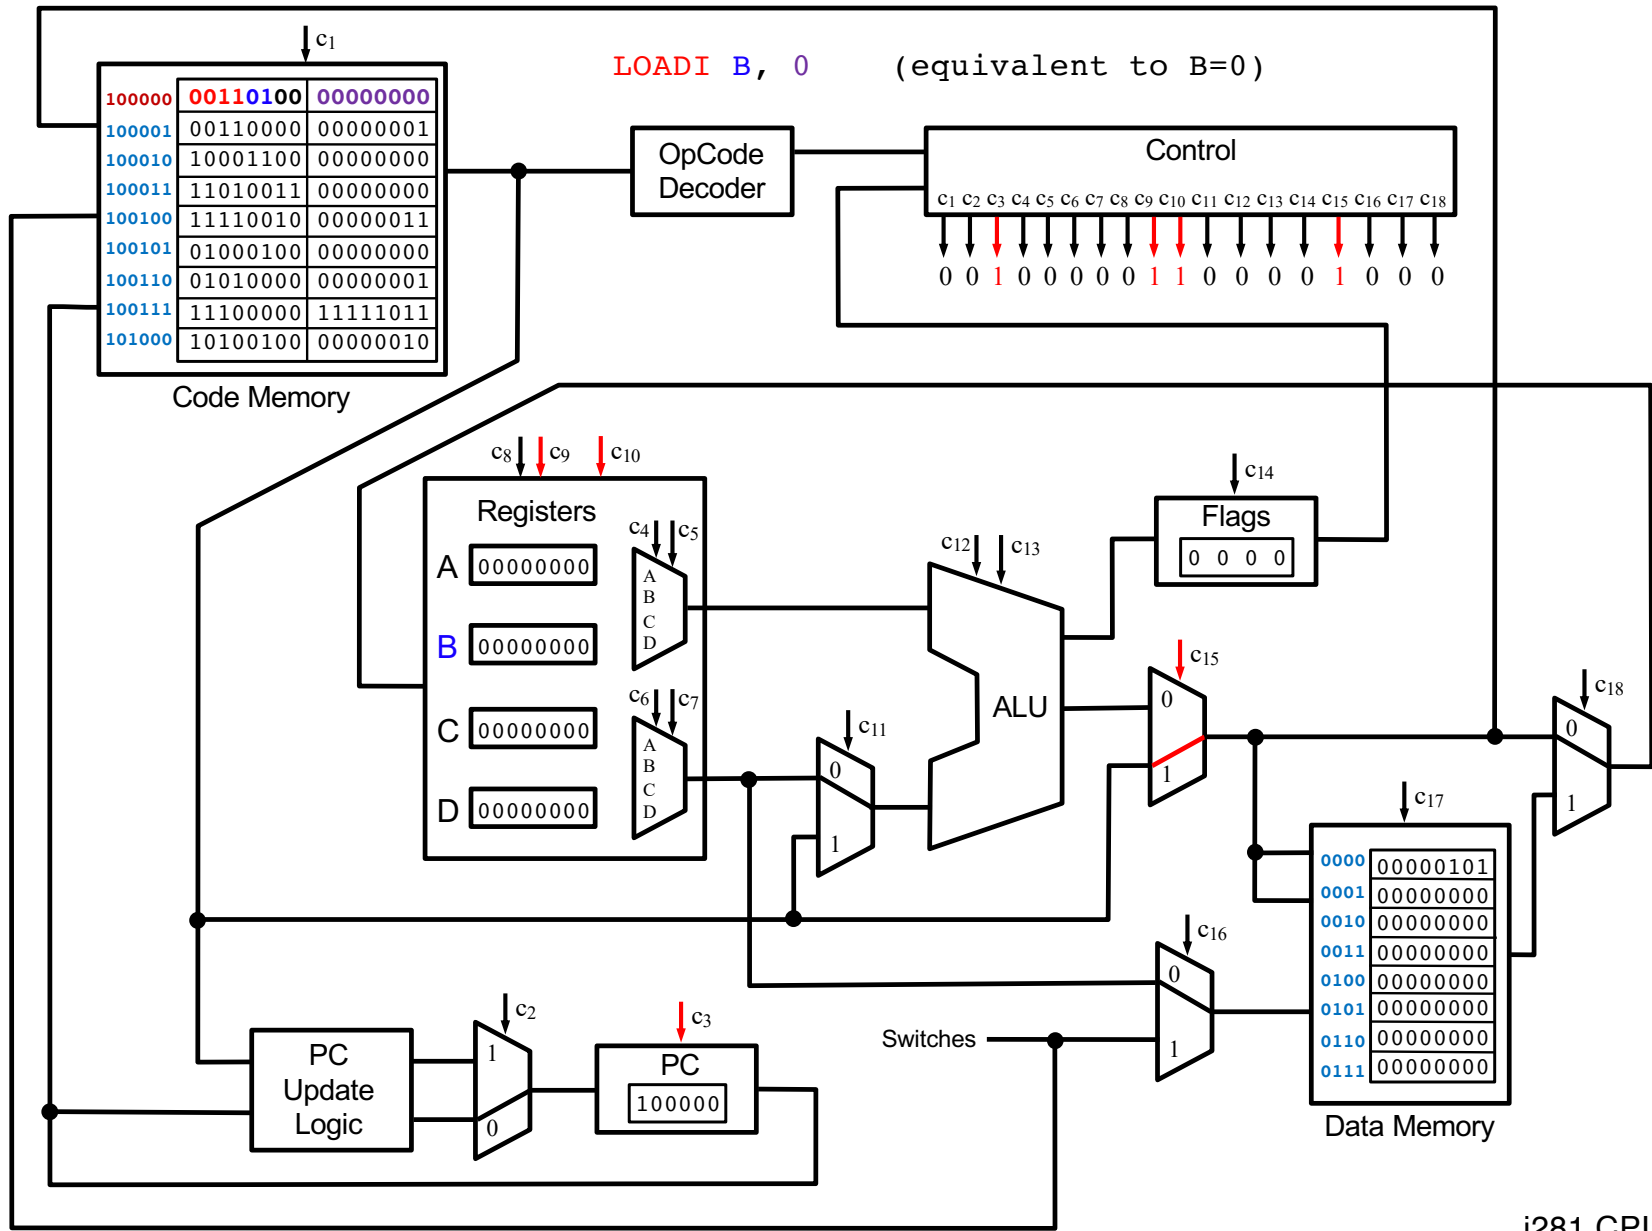 c1
LOADI B, 0 (equivalent to B=0)
100000 00110100 00000000
100001 00110000 00000001
100010 10001100 00000000
100011 11010011 00000000
100100 11110010 00000011
100101 01000100 00000000
100110 01010000 00000001
100111 11100000 11111011
101000 10100100 00000010
Code Memory
OpCode
Decoder
Control
c1 c2 c3 c4 c5 c6 c7 c8 c9 c10 c11 c12 c13 c14 c15 c16 c17 c18
0 0 1 0 0 0 0 0 1 1 0 0 0 0 1 0 0 0
c8 c9 c10
Registers
A 00000000
B 00000000
C 00000000
D 00000000
c4 c5
A
B
C
D
c6 c7
A
B
C
D
c11
0
1
c12 c13
ALU
c14
Flags
0 0 0 0
c15
0
1
c18
0
1
c17
0000 00000101
0001 00000000
0010 00000000
0011 00000000
0100 00000000
0101 00000000
0110 00000000
0111 00000000
Data Memory
c16
0
1
Switches
PC
Update
Logic
c2
1
0
c3
PC
100000